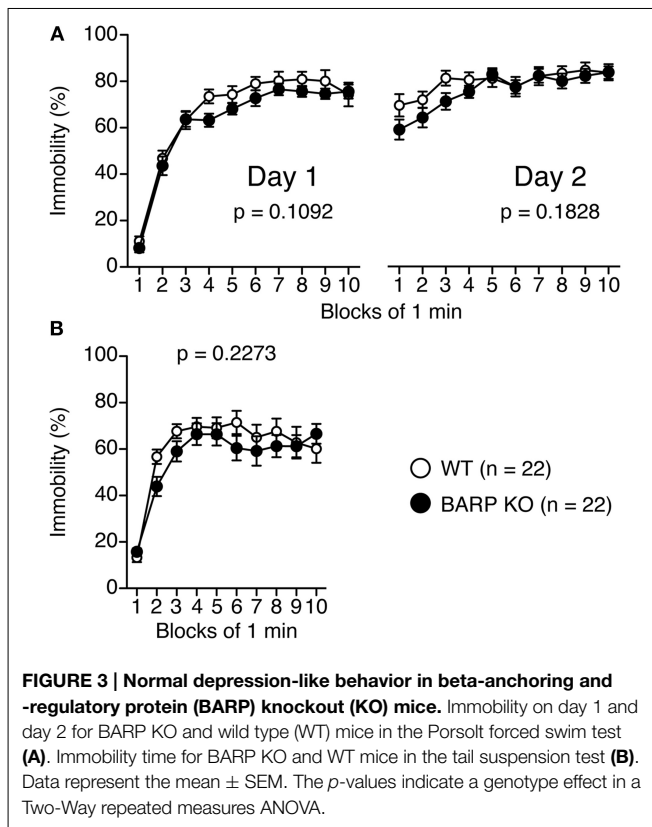 A
100
80
60
40
20
0
Immobility (%)
Day 1
p = 0.1092
Day 2
p = 0.1828
1 2 3 4 5 6 7 8 9 10
1 2 3 4 5 6 7 8 9 10
Blocks of 1 min
B
100
80
60
40
20
0
Immobility (%)
p = 0.2273
1 2 3 4 5 6 7 8 9 10
Blocks of 1 min
WT (n = 22)
BARP KO (n = 22)
FIGURE 3 | Normal depression-like behavior in beta-anchoring and
-regulatory protein (BARP) knockout (KO) mice. Immobility on day 1 and
day 2 for BARP KO and wild type (WT) mice in the Porsolt forced swim test
(A). Immobility time for BARP KO and WT mice in the tail suspension test (B).
Data represent the mean ± SEM. The p-values indicate a genotype effect in a
Two-Way repeated measures ANOVA.